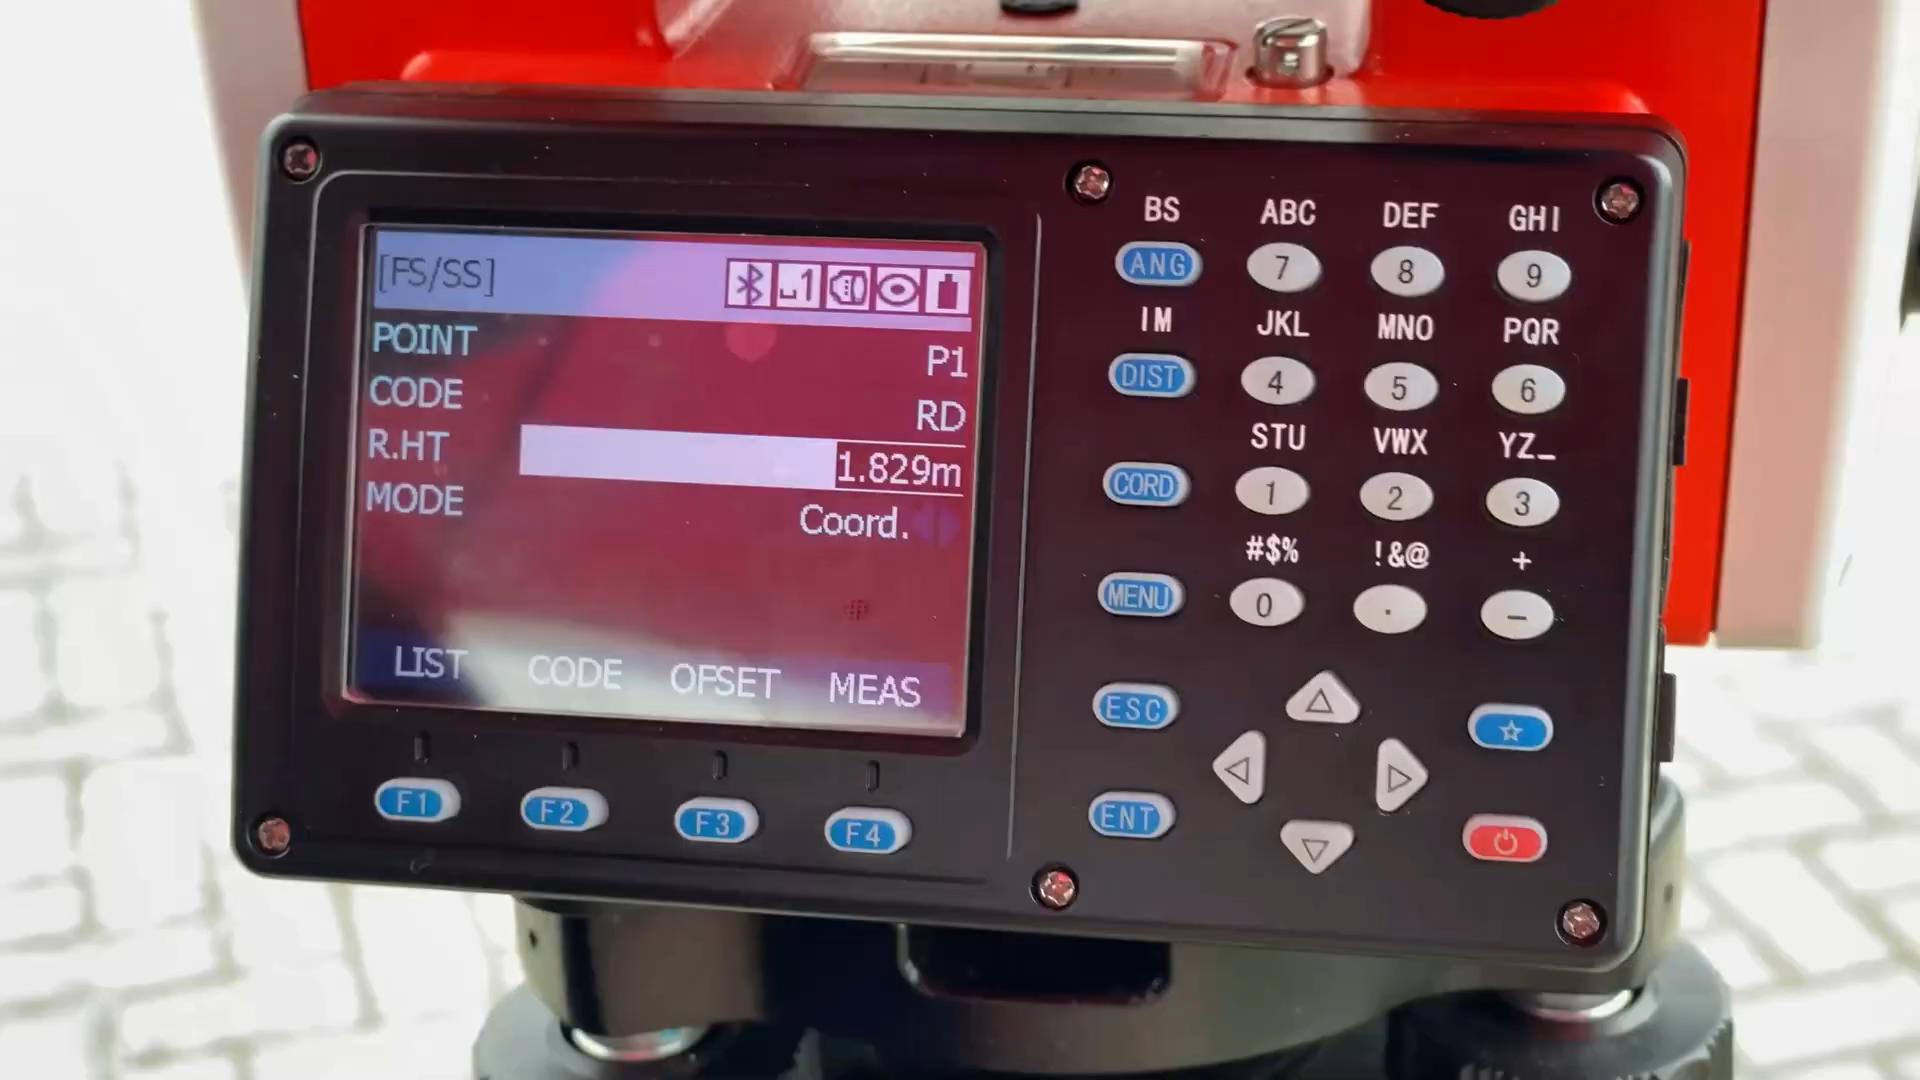 [FS/SS] 1
POINT P1
CODE RD
R.HT 1.829m
MODE Coord.
LIST CODE OFSET MEAS
F1 F2 F3 F4
BS ABC DEF GHI
ANG 7 8 9
IM JKL MNO PQR
DIST 4 5 6
STU VWX YZ_
CORD 1 2 3
#$% !&@ +
MENU 0 . -
ESC
ENT